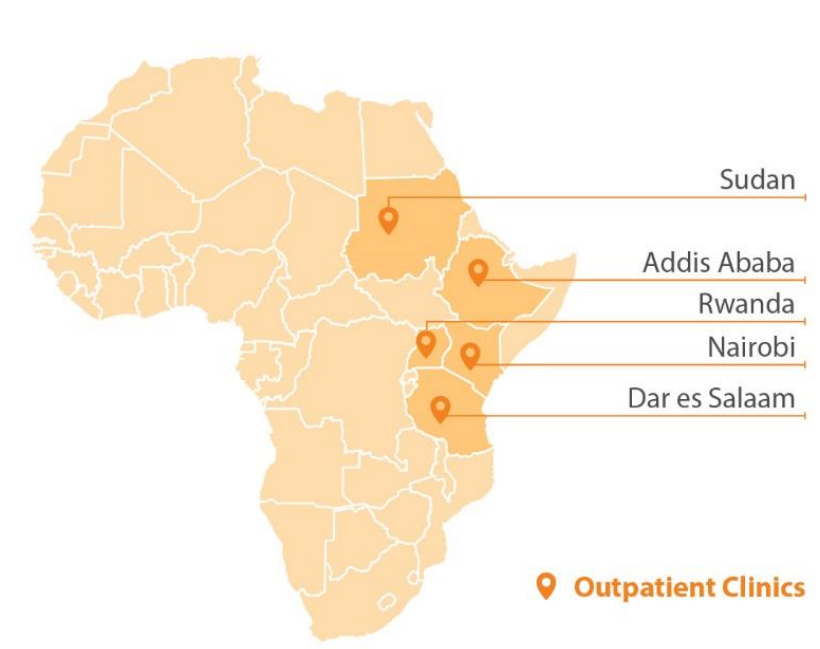 Sudan
Addis Ababa
Rwanda
Nairobi
Dar es Salaam
Outpatient Clinics